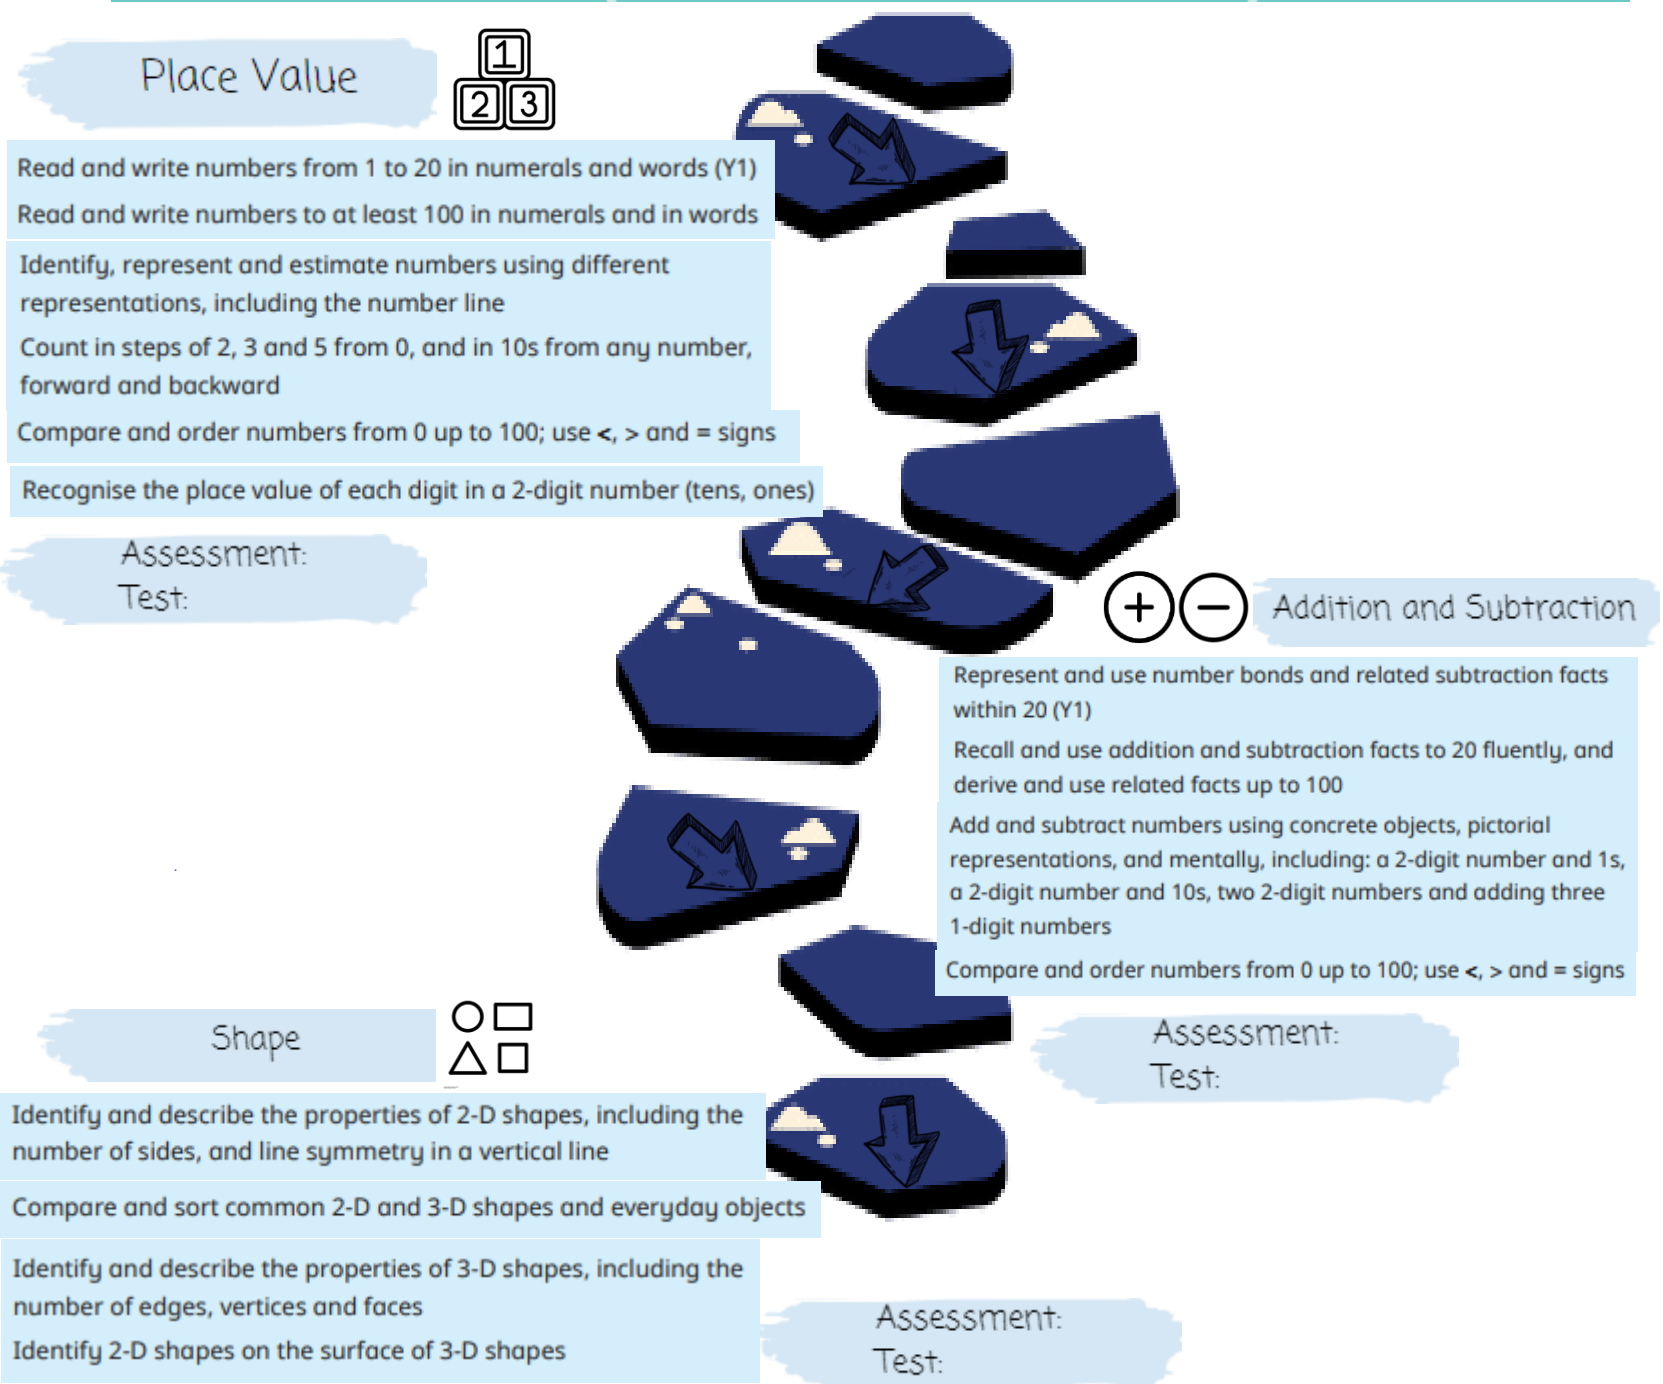 Place Value
1
2 3
Read and write numbers from 1 to 20 in numerals and words (Y1)
Read and write numbers to at least 100 in numerals and in words
Identify, represent and estimate numbers using different
representations, including the number line
Count in steps of 2, 3 and 5 from 0, and in 10s from any number,
forward and backward
Compare and order numbers from 0 up to 100; use <, > and = signs
Recognise the place value of each digit in a 2-digit number (tens, ones)
Assessment:
Test:
+ − Addition and Subtraction
Represent and use number bonds and related subtraction facts
within 20 (Y1)
Recall and use addition and subtraction facts to 20 fluently, and
derive and use related facts up to 100
Add and subtract numbers using concrete objects, pictorial
representations, and mentally, including: a 2-digit number and 1s,
a 2-digit number and 10s, two 2-digit numbers and adding three
1-digit numbers
Compare and order numbers from 0 up to 100; use <, > and = signs
Assessment:
Test:
Shape
Identify and describe the properties of 2-D shapes, including the
number of sides, and line symmetry in a vertical line
Compare and sort common 2-D and 3-D shapes and everyday objects
Identify and describe the properties of 3-D shapes, including the
number of edges, vertices and faces
Identify 2-D shapes on the surface of 3-D shapes
Assessment:
Test: